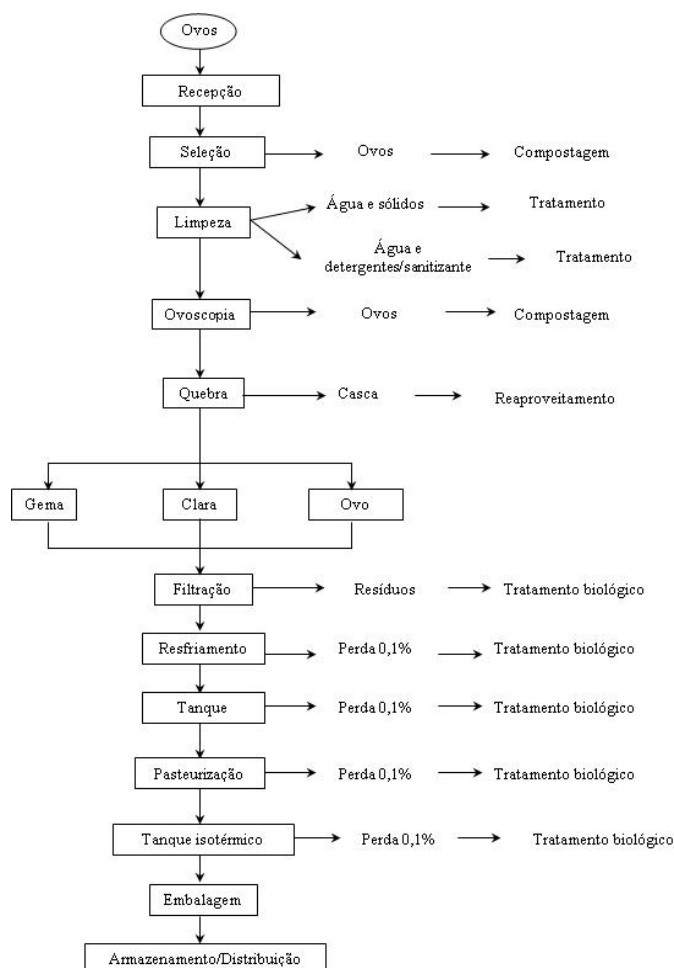 Ovos
Recepção
Seleção
Ovos
Compostagem
Limpeza
Água e sólidos
Tratamento
Água e
detergentes/sanitizante
Tratamento
Ovoscopia
Ovos
Compostagem
Quebra
Casca
Reaproveitamento
Gema
Clara
Ovo
Filtração
Resíduos
Tratamento biológico
Resfriamento
Perda 0,1%
Tratamento biológico
Tanque
Perda 0,1%
Tratamento biológico
Pasteurização
Perda 0,1%
Tratamento biológico
Tanque isotérmico
Perda 0,1%
Tratamento biológico
Embalagem
Armazenamento/Distribuição